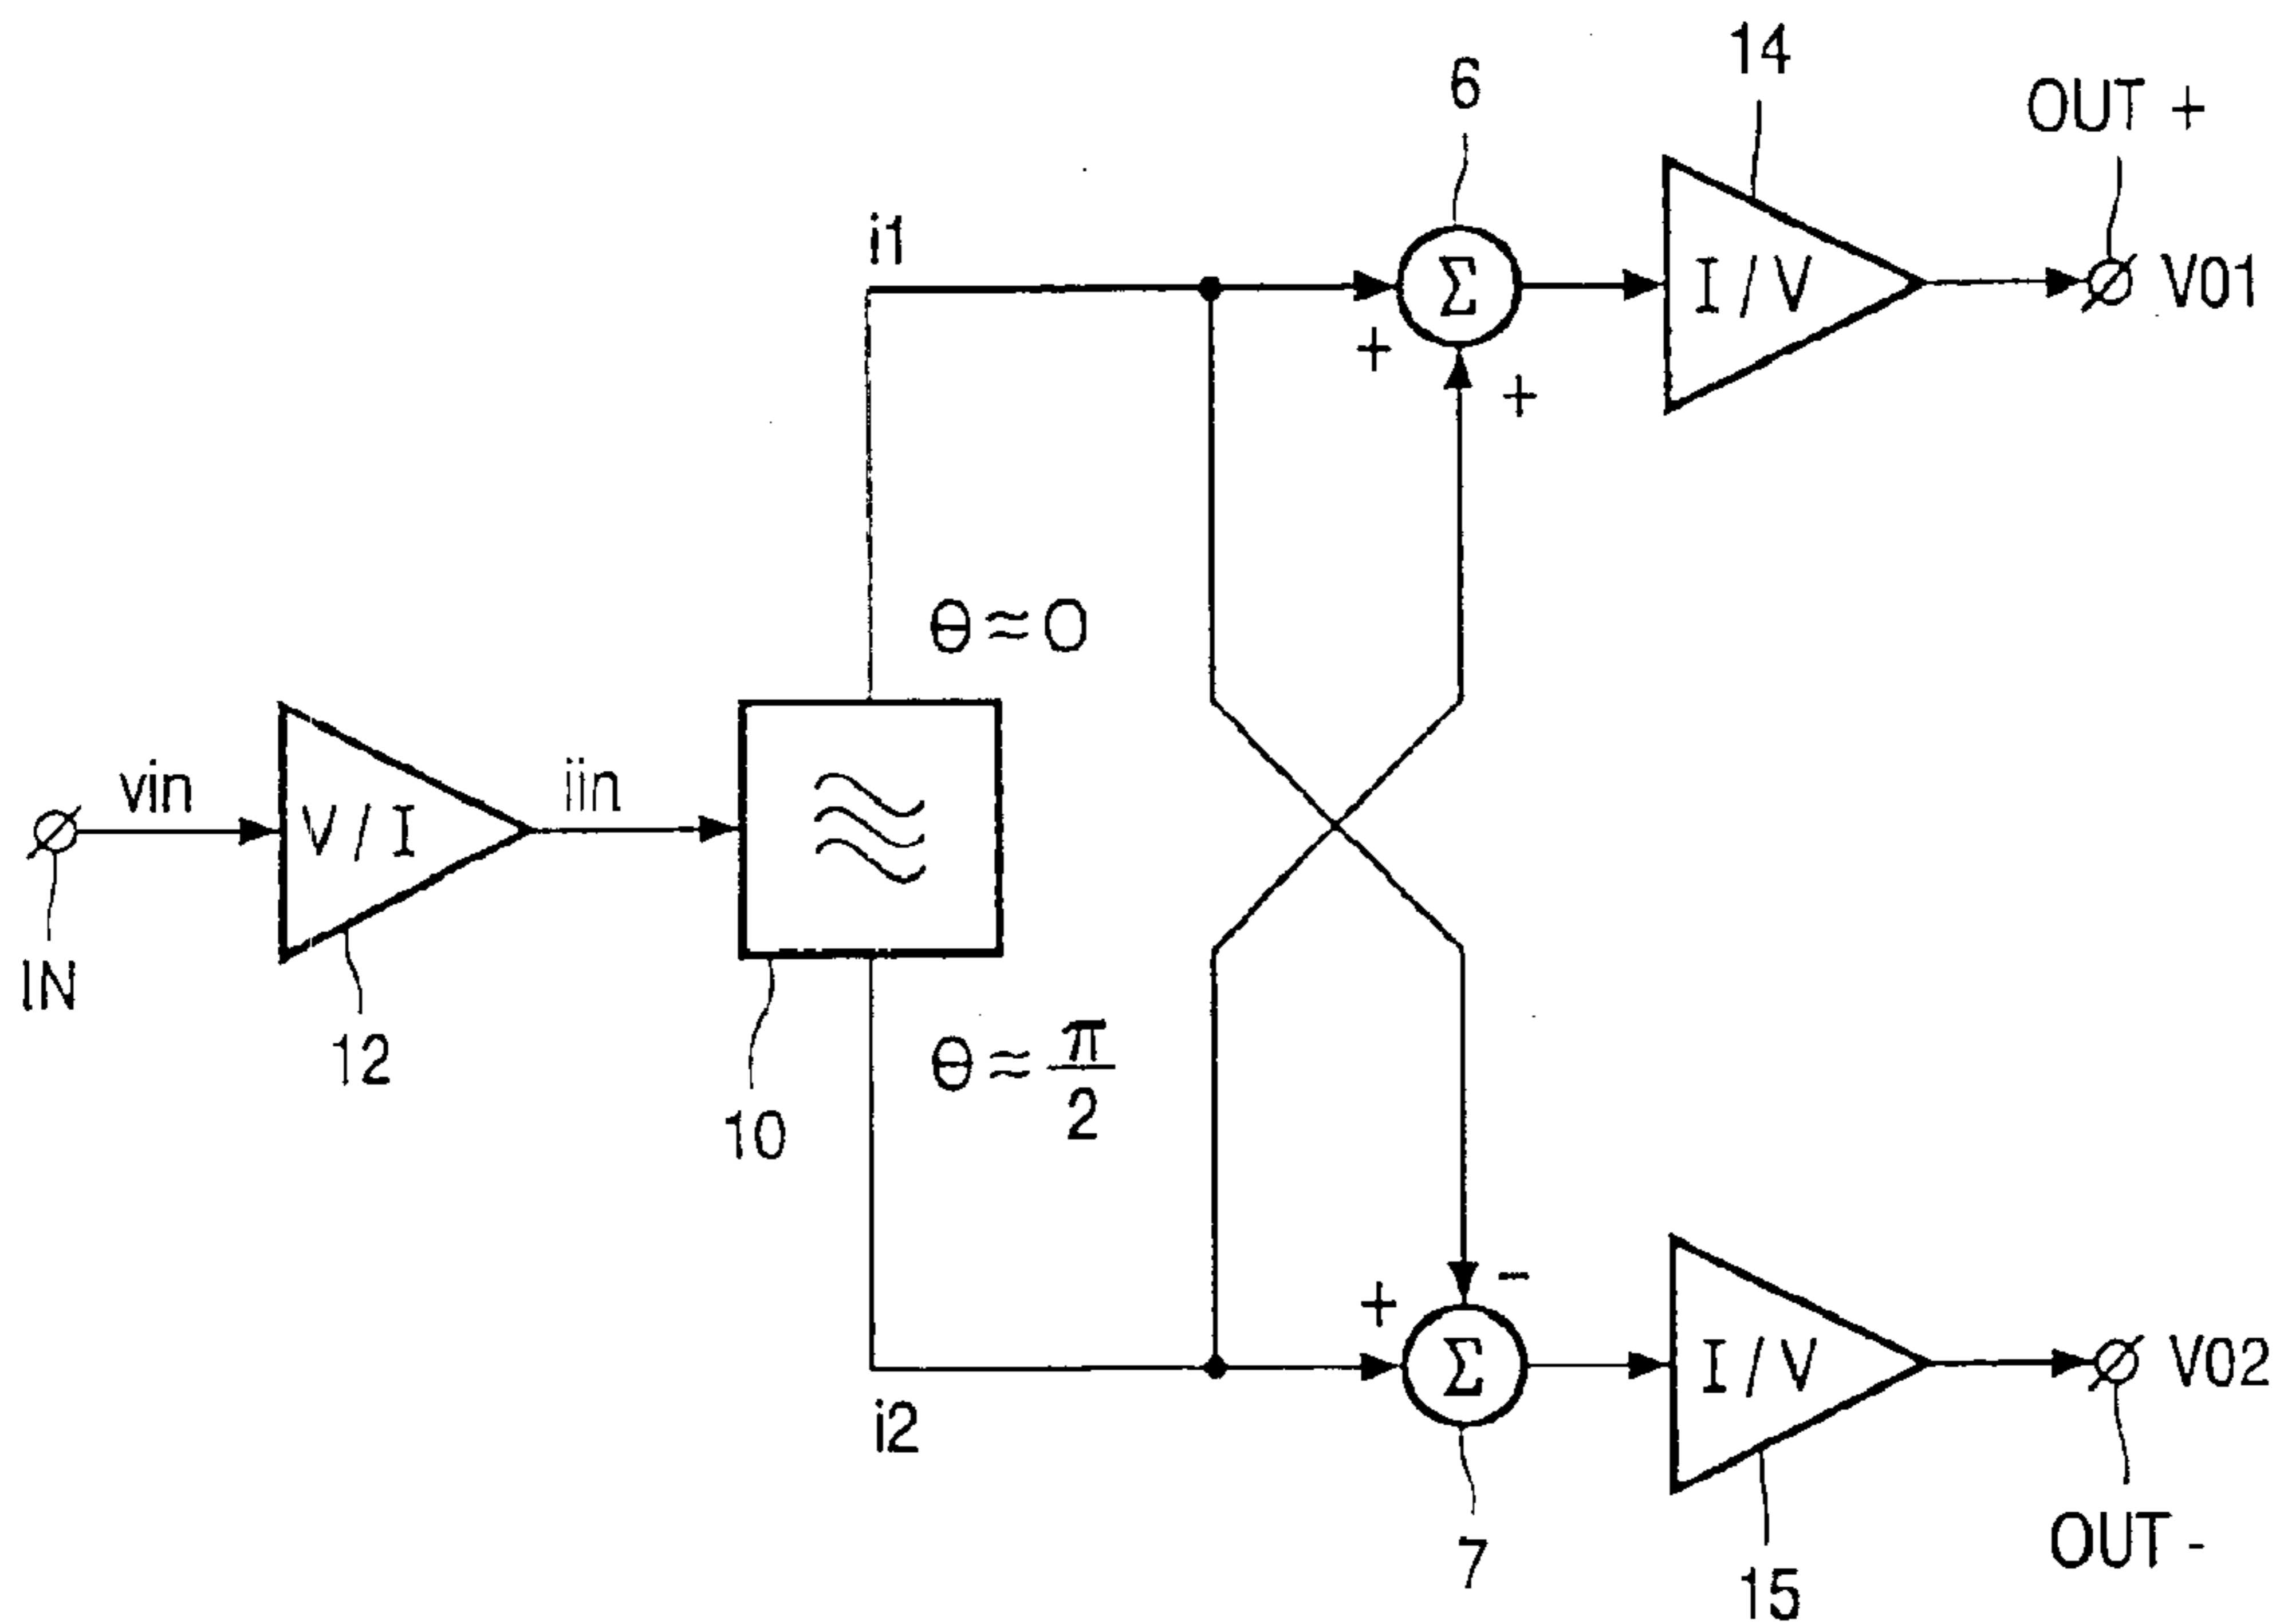 14
6
OUT +
i1
Σ
I / V
V01
+
+
θ ≈ 0
vin
iin
V / I
IN
12
θ ≈ π/2
10
+
-
Σ
I / V
V02
i2
7
15
OUT -